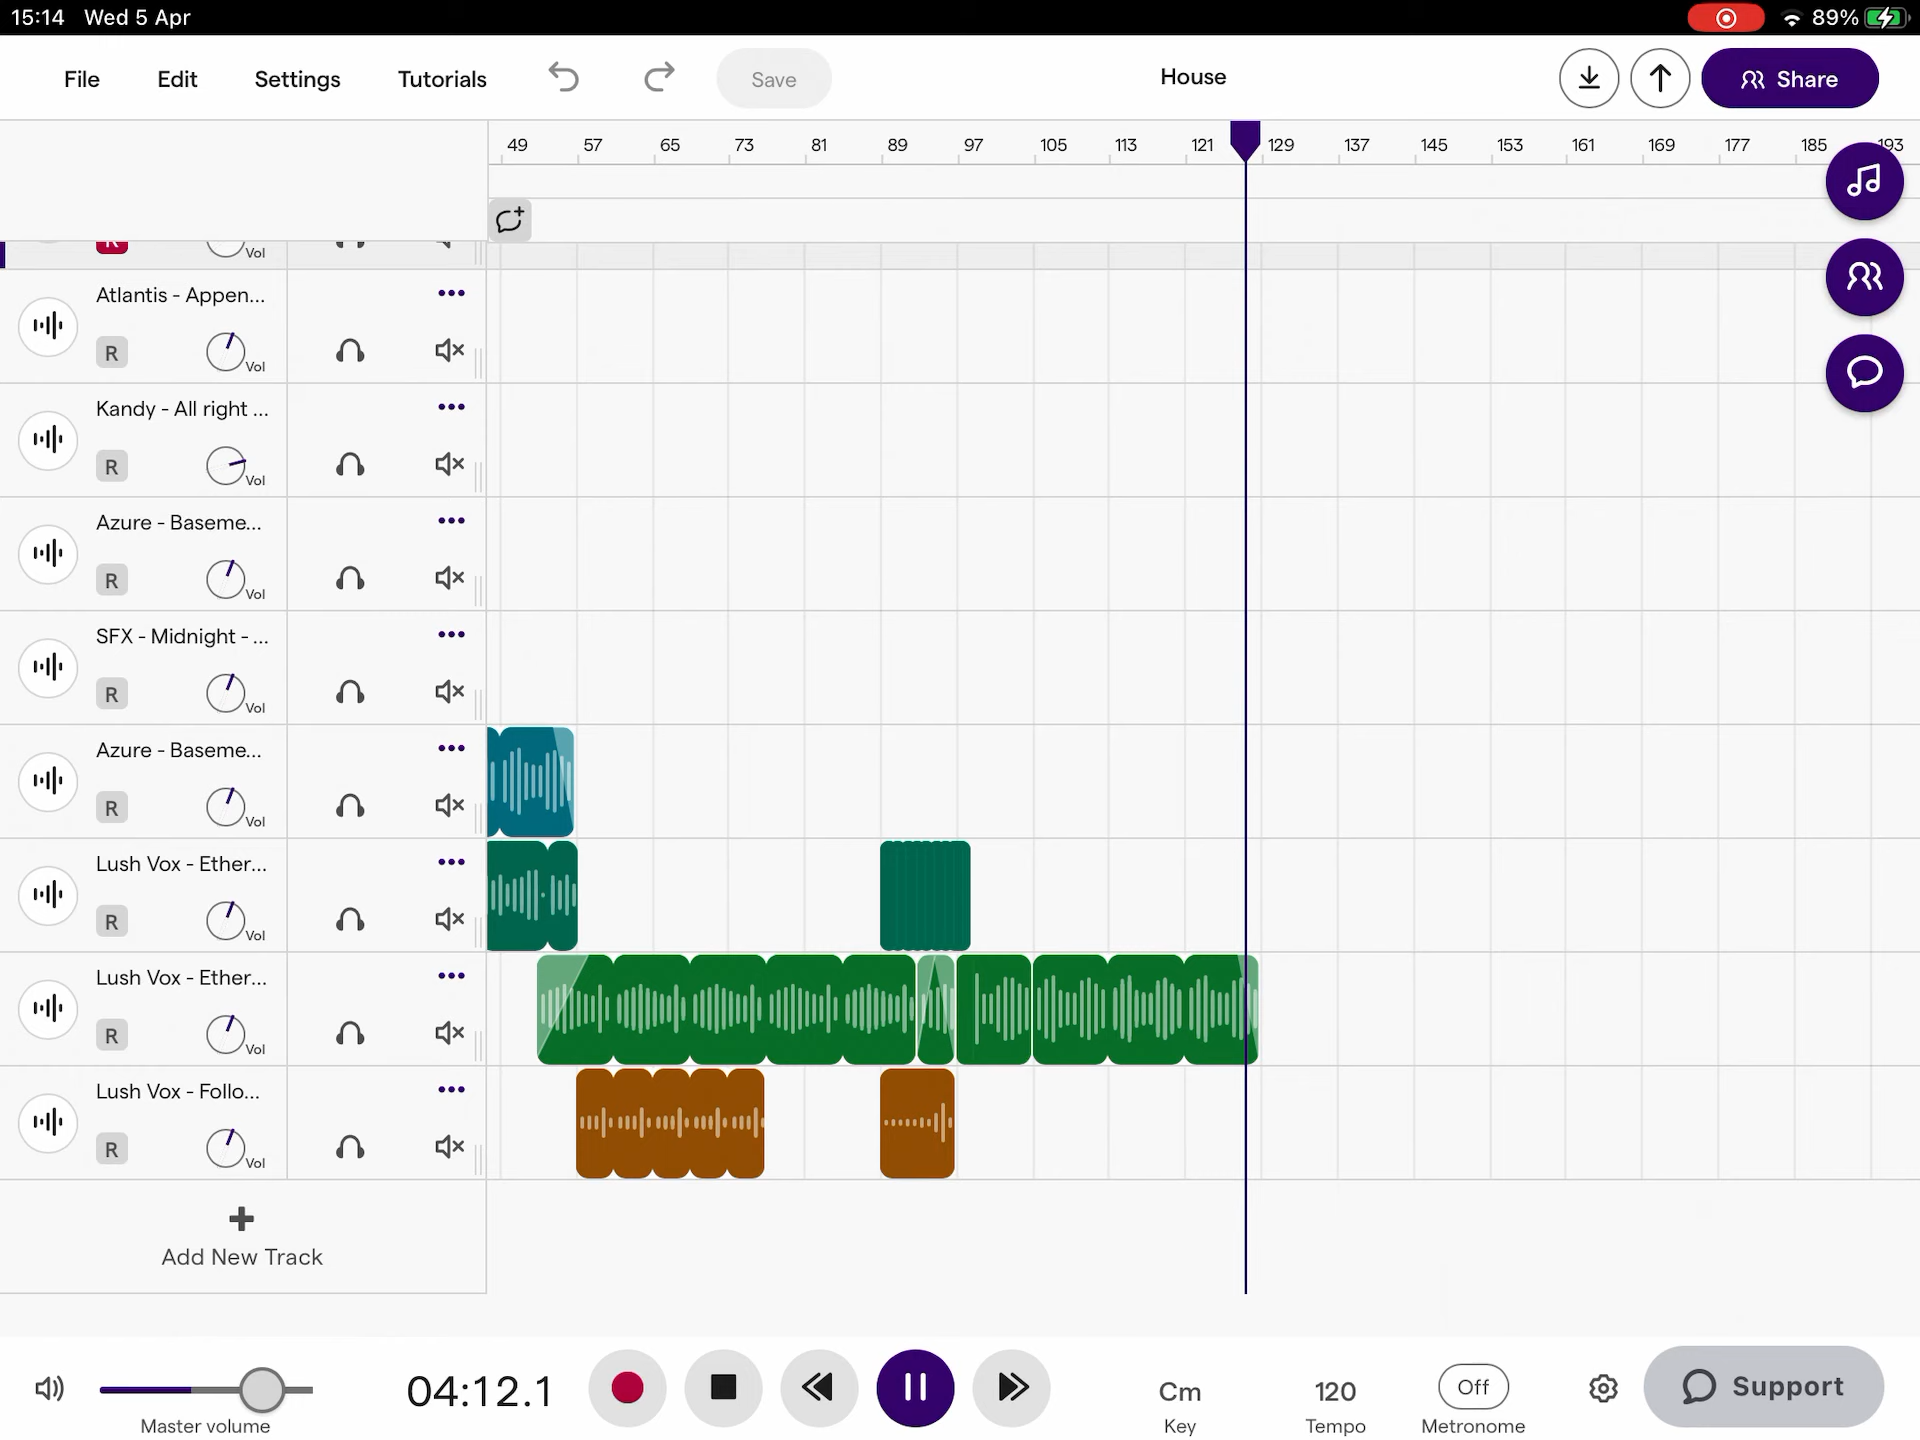 15:14 Wed 5 Apr 89%
File Edit Settings Tutorials Save House Share
49 57 65 73 81 89 97 105 113 121 129 137 145 153 161 169 177 185 193
R Vol
Atlantis - Appen...
R Vol
Kandy - All right ...
R Vol
Azure - Baseme...
R Vol
SFX - Midnight - ...
R Vol
Azure - Baseme...
R Vol
Lush Vox - Ether...
R Vol
Lush Vox - Ether...
R Vol
Lush Vox - Follo...
R Vol
Add New Track
04:12.1 Cm 120 Off Support
Master volume Key Tempo Metronome